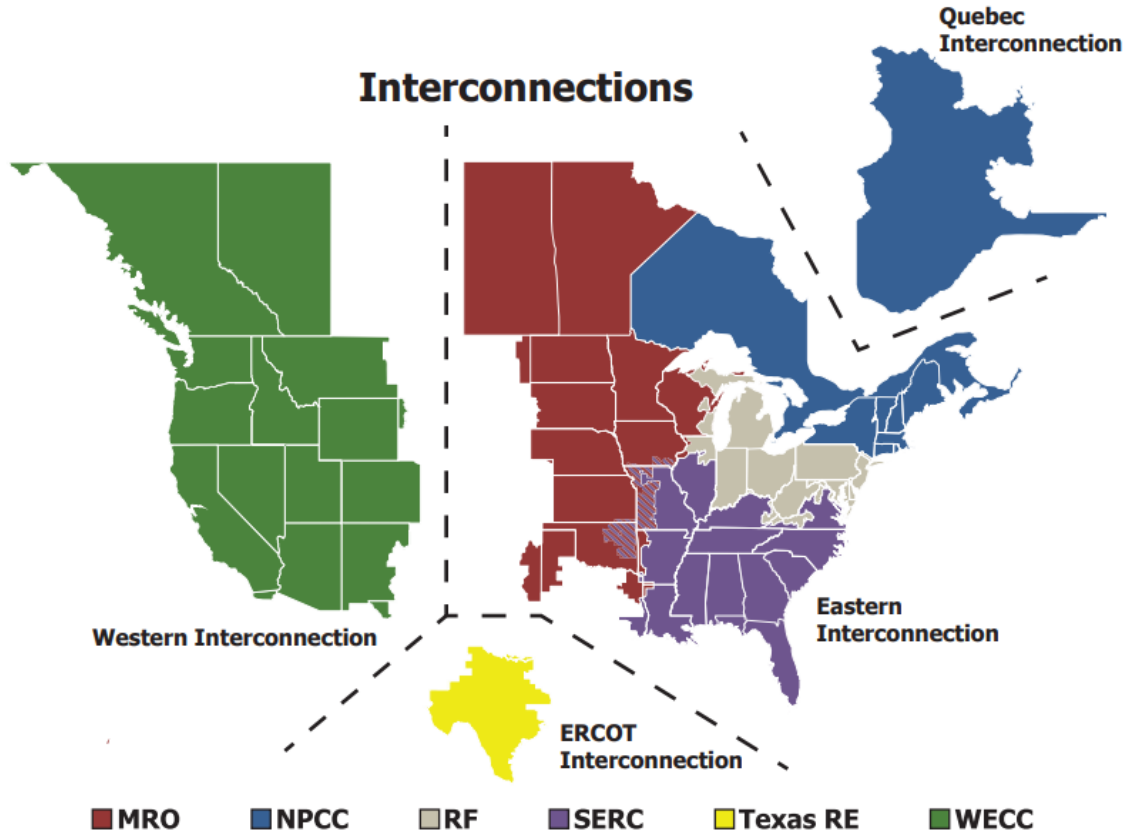 Quebec
Interconnection
Interconnections
Western Interconnection
Eastern
Interconnection
ERCOT
Interconnection
MRO NPCC RF SERC Texas RE WECC